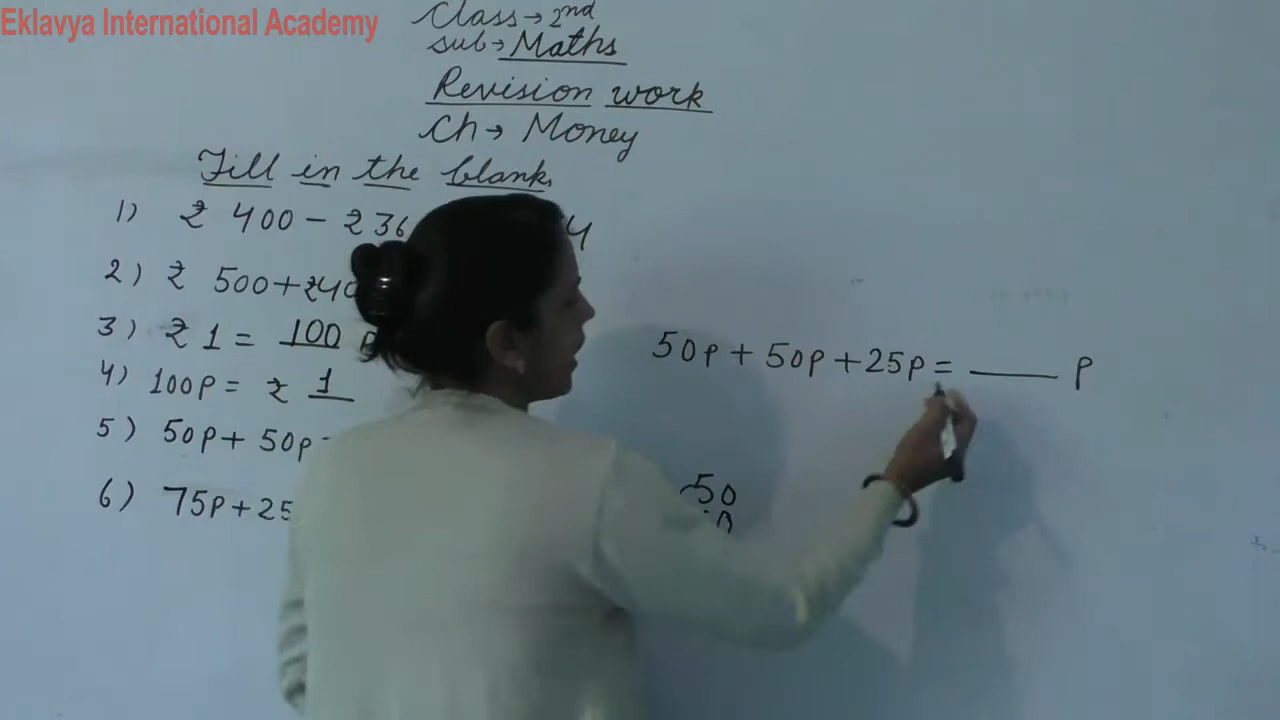 Eklavya International Academy
Class → 2nd
sub → Maths
Revision work
Ch → Money
Fill in the blank
1) ₹ 400 - ₹ 36 4
2) ₹ 500 + ₹40
3) ₹ 1 = 100 P
4) 100P = ₹ 1
5) 50P + 50p
6) 75P + 25
50p + 50p + 25p = ____ P
50